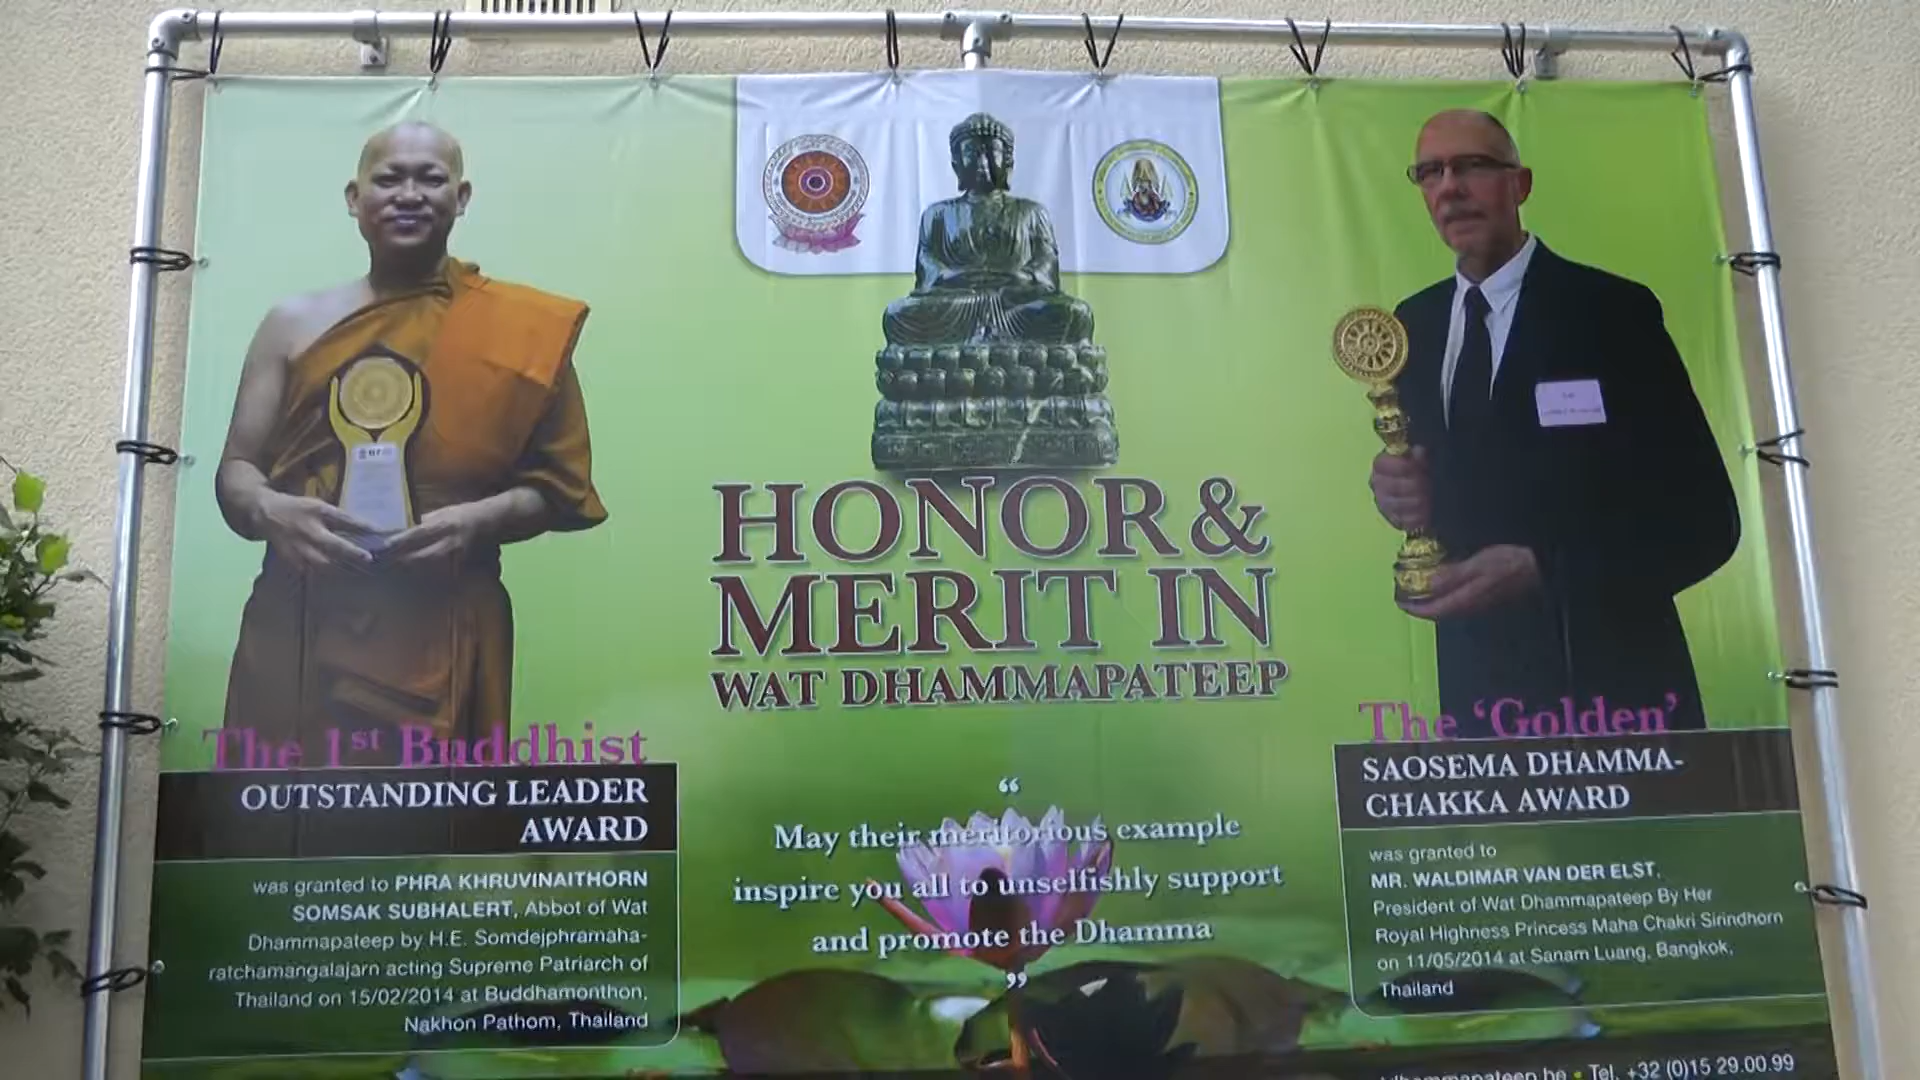 HONOR &
MERIT IN
WAT DHAMMAPATEEP
The 1st Buddhist
OUTSTANDING LEADER
AWARD
was granted to PHRA KHRUVINAITHORN
SOMSAK SUBHALERT, Abbot of Wat
Dhammapateep by H.E. Somdejphramaha-
ratchamangalajarn acting Supreme Patriarch of
Thailand on 15/02/2014 at Buddhamonthon,
Nakhon Pathom, Thailand
“
May their meritorious example
inspire you all to unselfishly support
and promote the Dhamma
”
The ‘Golden’
SAOSEMA DHAMMA-
CHAKKA AWARD
was granted to
MR. WALDIMAR VAN DER ELST,
President of Wat Dhammapateep By Her
Royal Highness Princess Maha Chakri Sirindhorn
on 11/05/2014 at Sanam Luang, Bangkok,
Thailand
dhammapateep.be • Tel. +32 (0)15 29.00.99